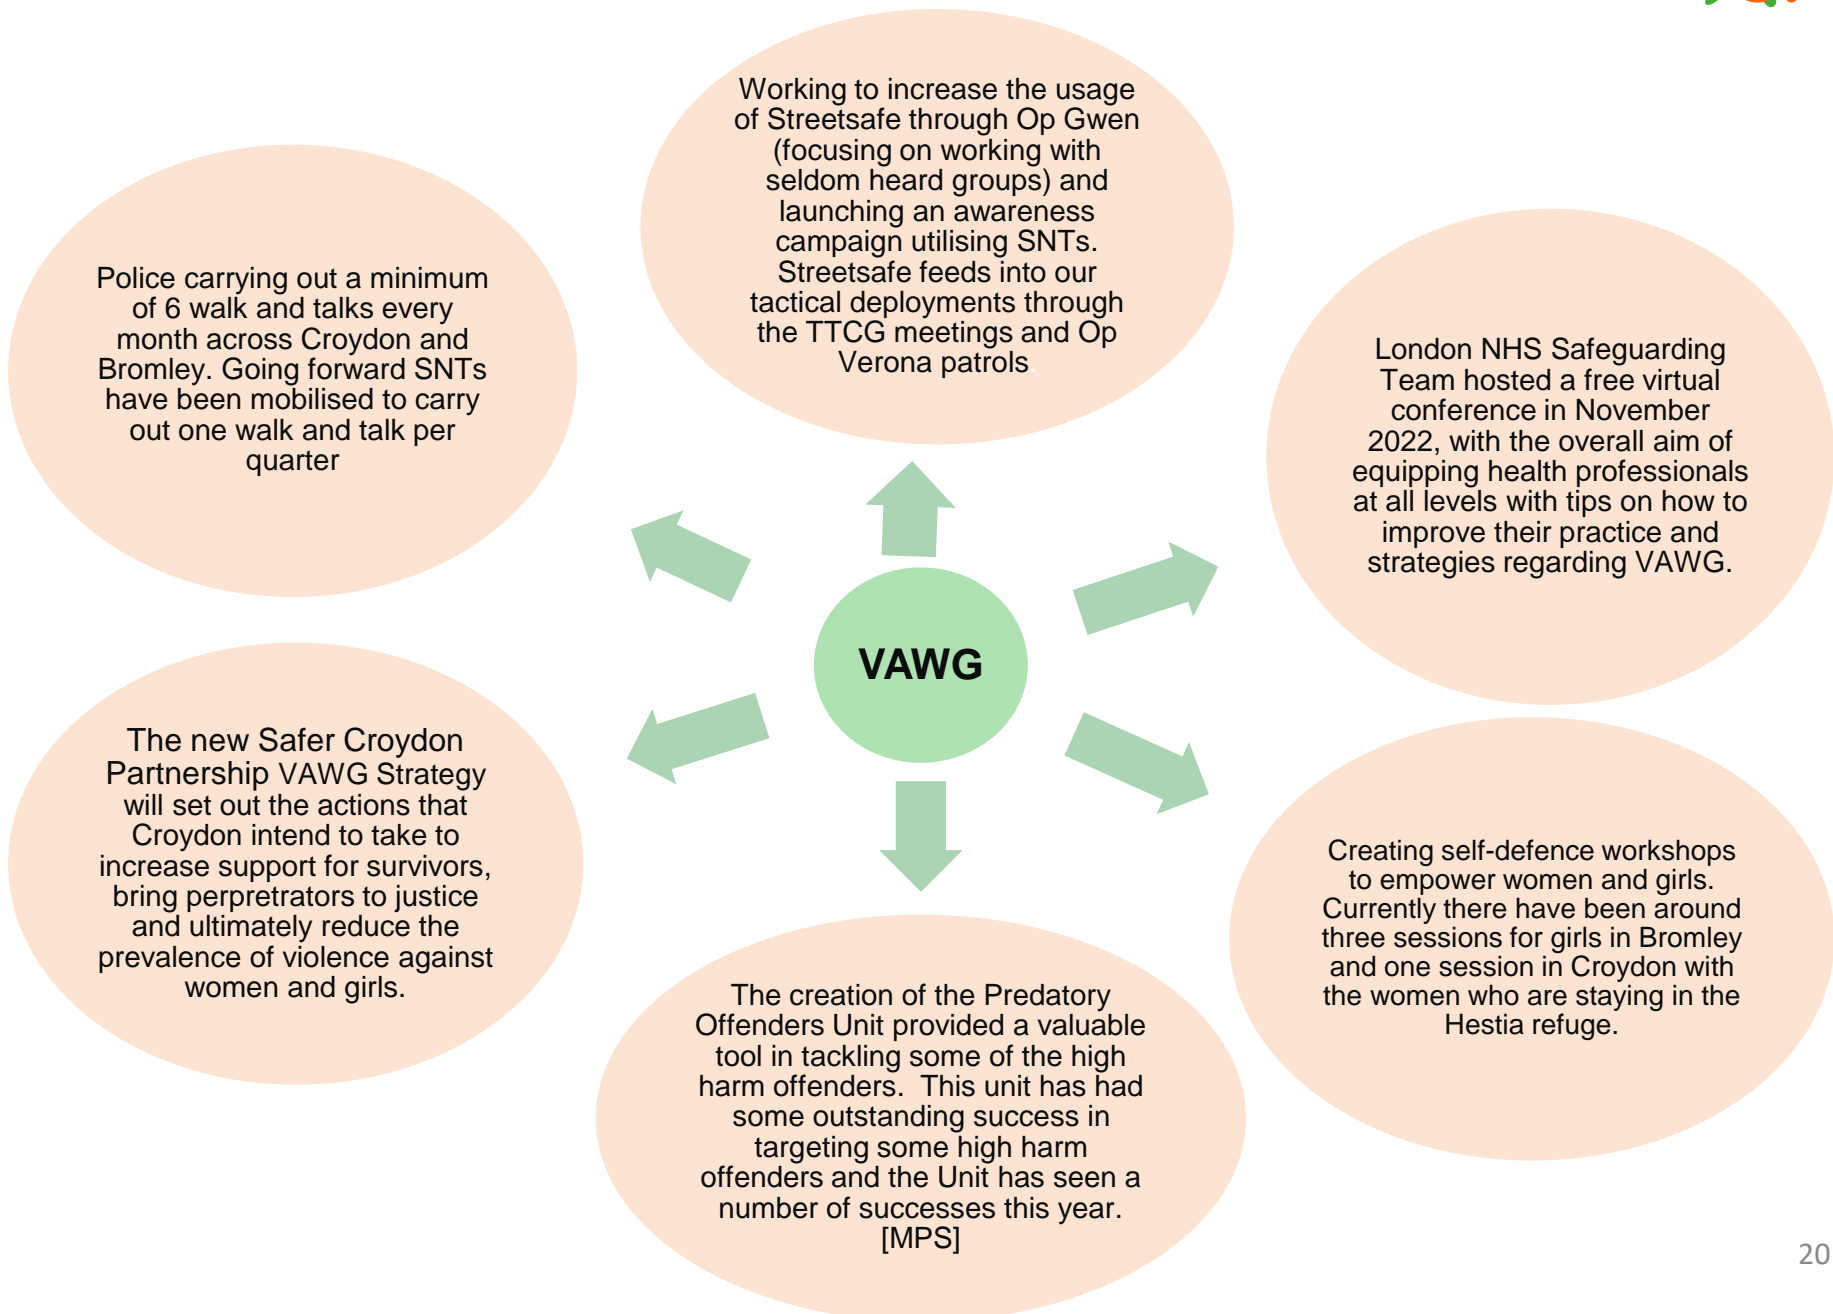 Working to increase the usage
of Streetsafe through Op Gwen
(focusing on working with
seldom heard groups) and
launching an awareness
campaign utilising SNTs.
Streetsafe feeds into our
tactical deployments through
the TTCG meetings and Op
Verona patrols
Police carrying out a minimum
of 6 walk and talks every
month across Croydon and
Bromley. Going forward SNTs
have been mobilised to carry
out one walk and talk per
quarter
London NHS Safeguarding
Team hosted a free virtual
conference in November
2022, with the overall aim of
equipping health professionals
at all levels with tips on how to
improve their practice and
strategies regarding VAWG.
VAWG
The new Safer Croydon
Partnership VAWG Strategy
will set out the actions that
Croydon intend to take to
increase support for survivors,
bring perpretrators to justice
and ultimately reduce the
prevalence of violence against
women and girls.
Creating self-defence workshops
to empower women and girls.
Currently there have been around
three sessions for girls in Bromley
and one session in Croydon with
the women who are staying in the
Hestia refuge.
The creation of the Predatory
Offenders Unit provided a valuable
tool in tackling some of the high
harm offenders.  This unit has had
some outstanding success in
targeting some high harm
offenders and the Unit has seen a
number of successes this year.
[MPS]
20